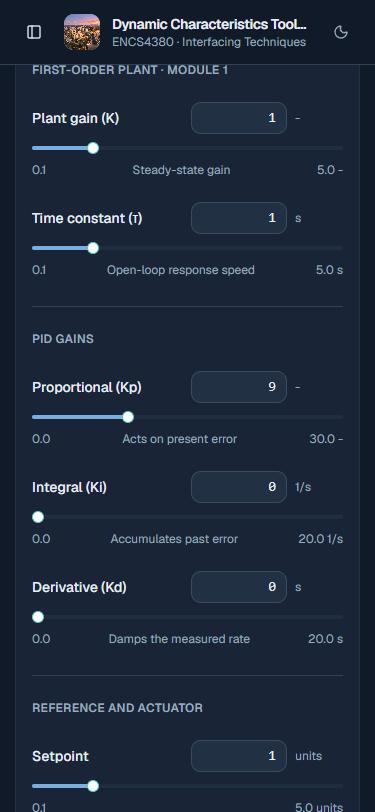 Dynamic Characteristics Tool...
ENCS4380 · Interfacing Techniques
FIRST-ORDER PLANT · MODULE 1
Plant gain (K) 1 -
0.1 Steady-state gain 5.0 -
Time constant (τ) 1 s
0.1 Open-loop response speed 5.0 s
PID GAINS
Proportional (Kp) 9 -
0.0 Acts on present error 30.0 -
Integral (Ki) 0 1/s
0.0 Accumulates past error 20.0 1/s
Derivative (Kd) 0 s
0.0 Damps the measured rate 20.0 s
REFERENCE AND ACTUATOR
Setpoint 1 units
0.1 5.0 units